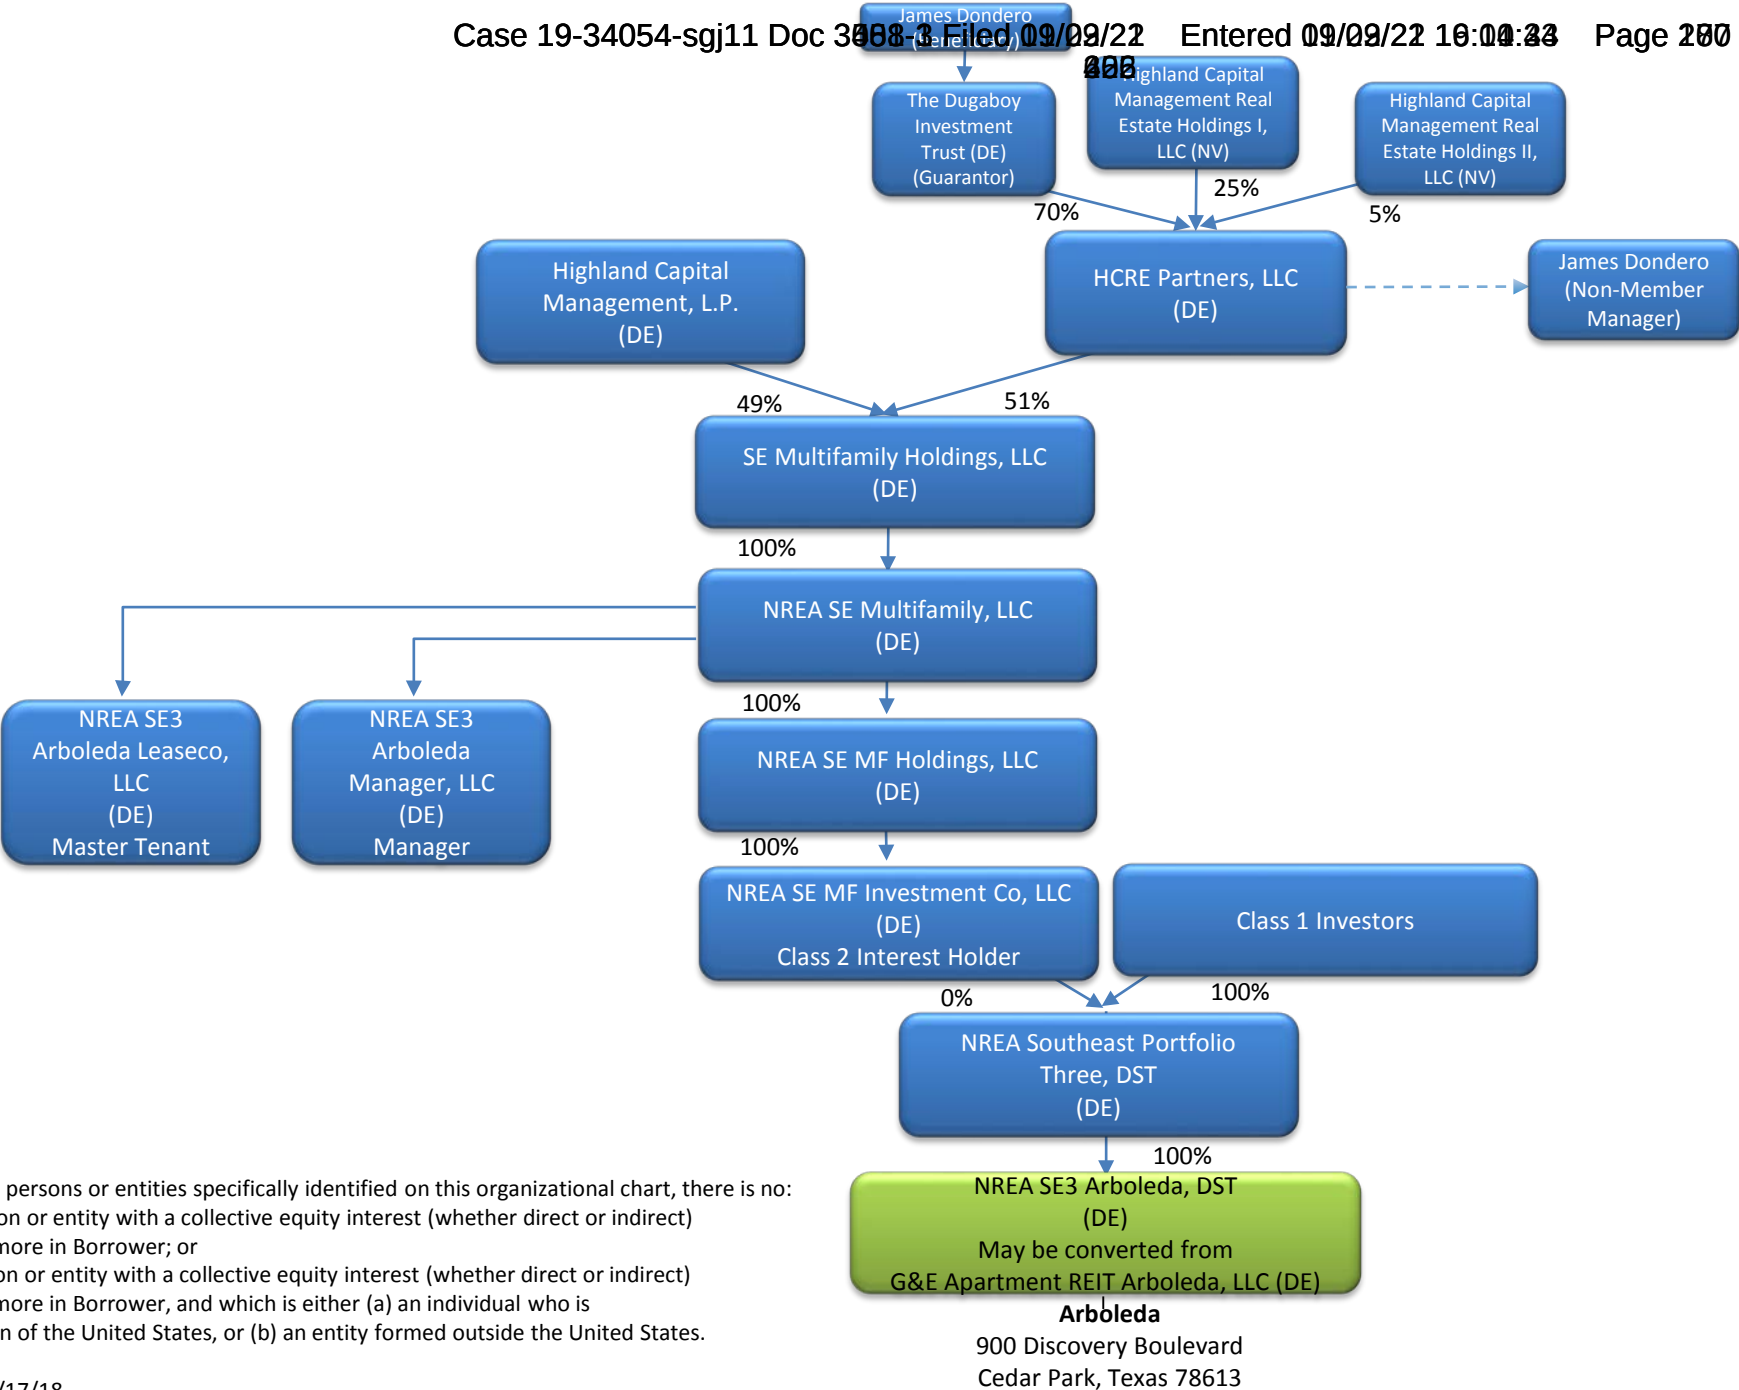 James Dondero
(Beneficiary)
Case 19-34054-sgj11 Doc Filed Entered Page
The Dugaboy
Investment
Trust (DE)
(Guarantor)
Highland Capital
Management Real
Estate Holdings I,
LLC (NV)
Highland Capital
Management Real
Estate Holdings II,
LLC (NV)
70%
25%
5%
Highland Capital
Management, L.P.
(DE)
HCRE Partners, LLC
(DE)
James Dondero
(Non-Member
Manager)
49%
51%
SE Multifamily Holdings, LLC
(DE)
100%
NREA SE Multifamily, LLC
(DE)
100%
NREA SE3
Arboleda Leaseco,
LLC
(DE)
Master Tenant
NREA SE3
Arboleda
Manager, LLC
(DE)
Manager
NREA SE MF Holdings, LLC
(DE)
100%
NREA SE MF Investment Co, LLC
(DE)
Class 2 Interest Holder
Class 1 Investors
0%
100%
NREA Southeast Portfolio
Three, DST
(DE)
100%
NREA SE3 Arboleda, DST
(DE)
May be converted from
G&E Apartment REIT Arboleda, LLC (DE)
Arboleda
900 Discovery Boulevard
Cedar Park, Texas 78613
persons or entities specifically identified on this organizational chart, there is no:
on or entity with a collective equity interest (whether direct or indirect)
more in Borrower; or
on or entity with a collective equity interest (whether direct or indirect)
more in Borrower, and which is either (a) an individual who is
n of the United States, or (b) an entity formed outside the United States.
/17/18